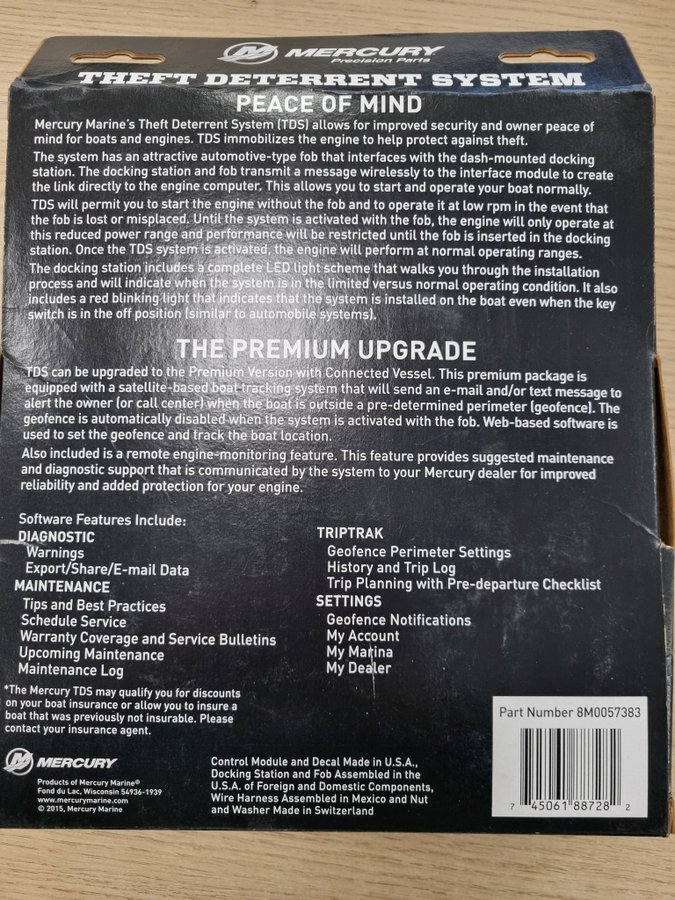 MERCURY
Precision Parts
THEFT DETERRENT SYSTEM
PEACE OF MIND
Mercury Marine's Theft Deterrent System (TDS) allows for improved security and owner peace of
mind for boats and engines. TDS immobilizes the engine to help protect against theft.
The system has an attractive automotive-type fob that interfaces with the dash-mounted docking
station. The docking station and fob transmit a message wirelessly to the interface module to create
the link directly to the engine computer. This allows you to start and operate your boat normally.
TDS will permit you to start the engine without the fob and to operate it at low rpm in the event that
the fob is lost or misplaced. Until the system is activated with the fob, the engine will only operate at
this reduced power range and performance will be restricted until the fob is inserted in the docking
station. Once the TDS system is activated, the engine will perform at normal operating ranges.
The docking station includes a complete LED light scheme that walks you through the installation
process and will indicate when the system is in the limited versus normal operating condition. It also
includes a red blinking light that indicates that the system is installed on the boat even when the key
switch is in the off position (similar to automobile systems).
THE PREMIUM UPGRADE
TDS can be upgraded to the Premium Version with Connected Vessel. This premium package is
equipped with a satellite-based boat tracking system that will send an e-mail and/or text message to
alert the owner (or call center) when the boat is outside a pre-determined perimeter (geofence). The
geofence is automatically disabled when the system is activated with the fob. Web-based software is
used to set the geofence and track the boat location.
Also included is a remote engine-monitoring feature. This feature provides suggested maintenance
and diagnostic support that is communicated by the system to your Mercury dealer for improved
reliability and added protection for your engine.
Software Features Include:
DIAGNOSTIC
Warnings
Export/Share/E-mail Data
MAINTENANCE
Tips and Best Practices
Schedule Service
Warranty Coverage and Service Bulletins
Upcoming Maintenance
Maintenance Log
TRIPTRAK
Geofence Perimeter Settings
History and Trip Log
Trip Planning with Pre-departure Checklist
SETTINGS
Geofence Notifications
My Account
My Marina
My Dealer
*The Mercury TDS may qualify you for discounts
on your boat insurance or allow you to insure a
boat that was previously not insurable. Please
contact your insurance agent.
MERCURY
Products of Mercury Marine®
Fond du Lac, Wisconsin 54936-1939
www.mercurymarine.com
© 2015, Mercury Marine
Control Module and Decal Made in U.S.A.,
Docking Station and Fob Assembled in the
U.S.A. of Foreign and Domestic Components,
Wire Harness Assembled in Mexico and Nut
and Washer Made in Switzerland
Part Number 8M0057383
7 45061 88728 2